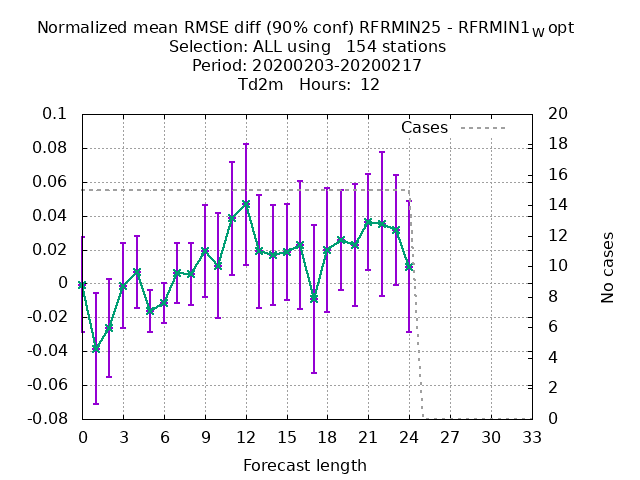 Normalized mean RMSE diff (90% conf) RFRMIN25 - RFRMIN1wopt
Selection: ALL using 154 stations
Period: 20200203-20200217
Td2m Hours: 12
Cases
0.1
0.08
0.06
0.04
0.02
0
-0.02
-0.04
-0.06
-0.08
20
18
16
14
12
10
8
6
4
2
0
No cases
0 3 6 9 12 15 18 21 24 27 30 33
Forecast length